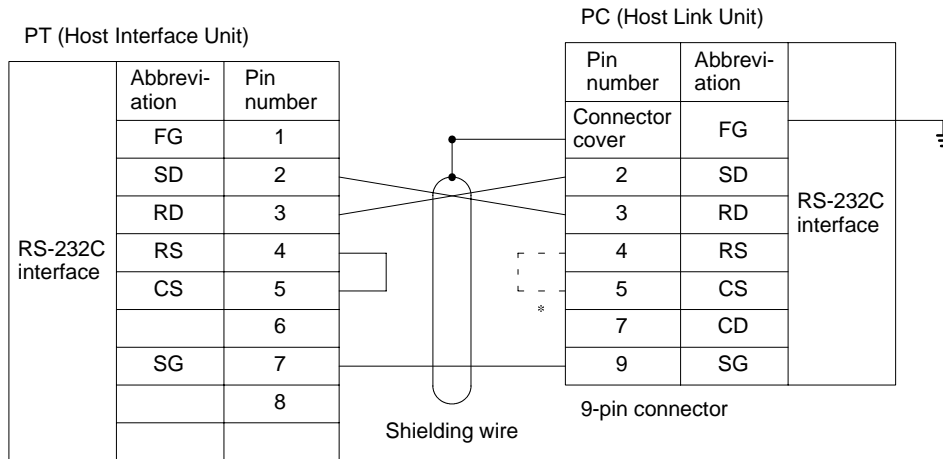 PC (Host Link Unit)
PT (Host Interface Unit)
Abbrevi-
ation
Pin
number
FG 1
SD 2
RD 3
RS 4
CS 5
6
SG 7
8
RS-232C
interface
Shielding wire
Pin
number
Abbrevi-
ation
Connector
cover
FG
2 SD
3 RD
4 RS
5 CS
7 CD
9 SG
*
RS-232C
interface
9-pin connector